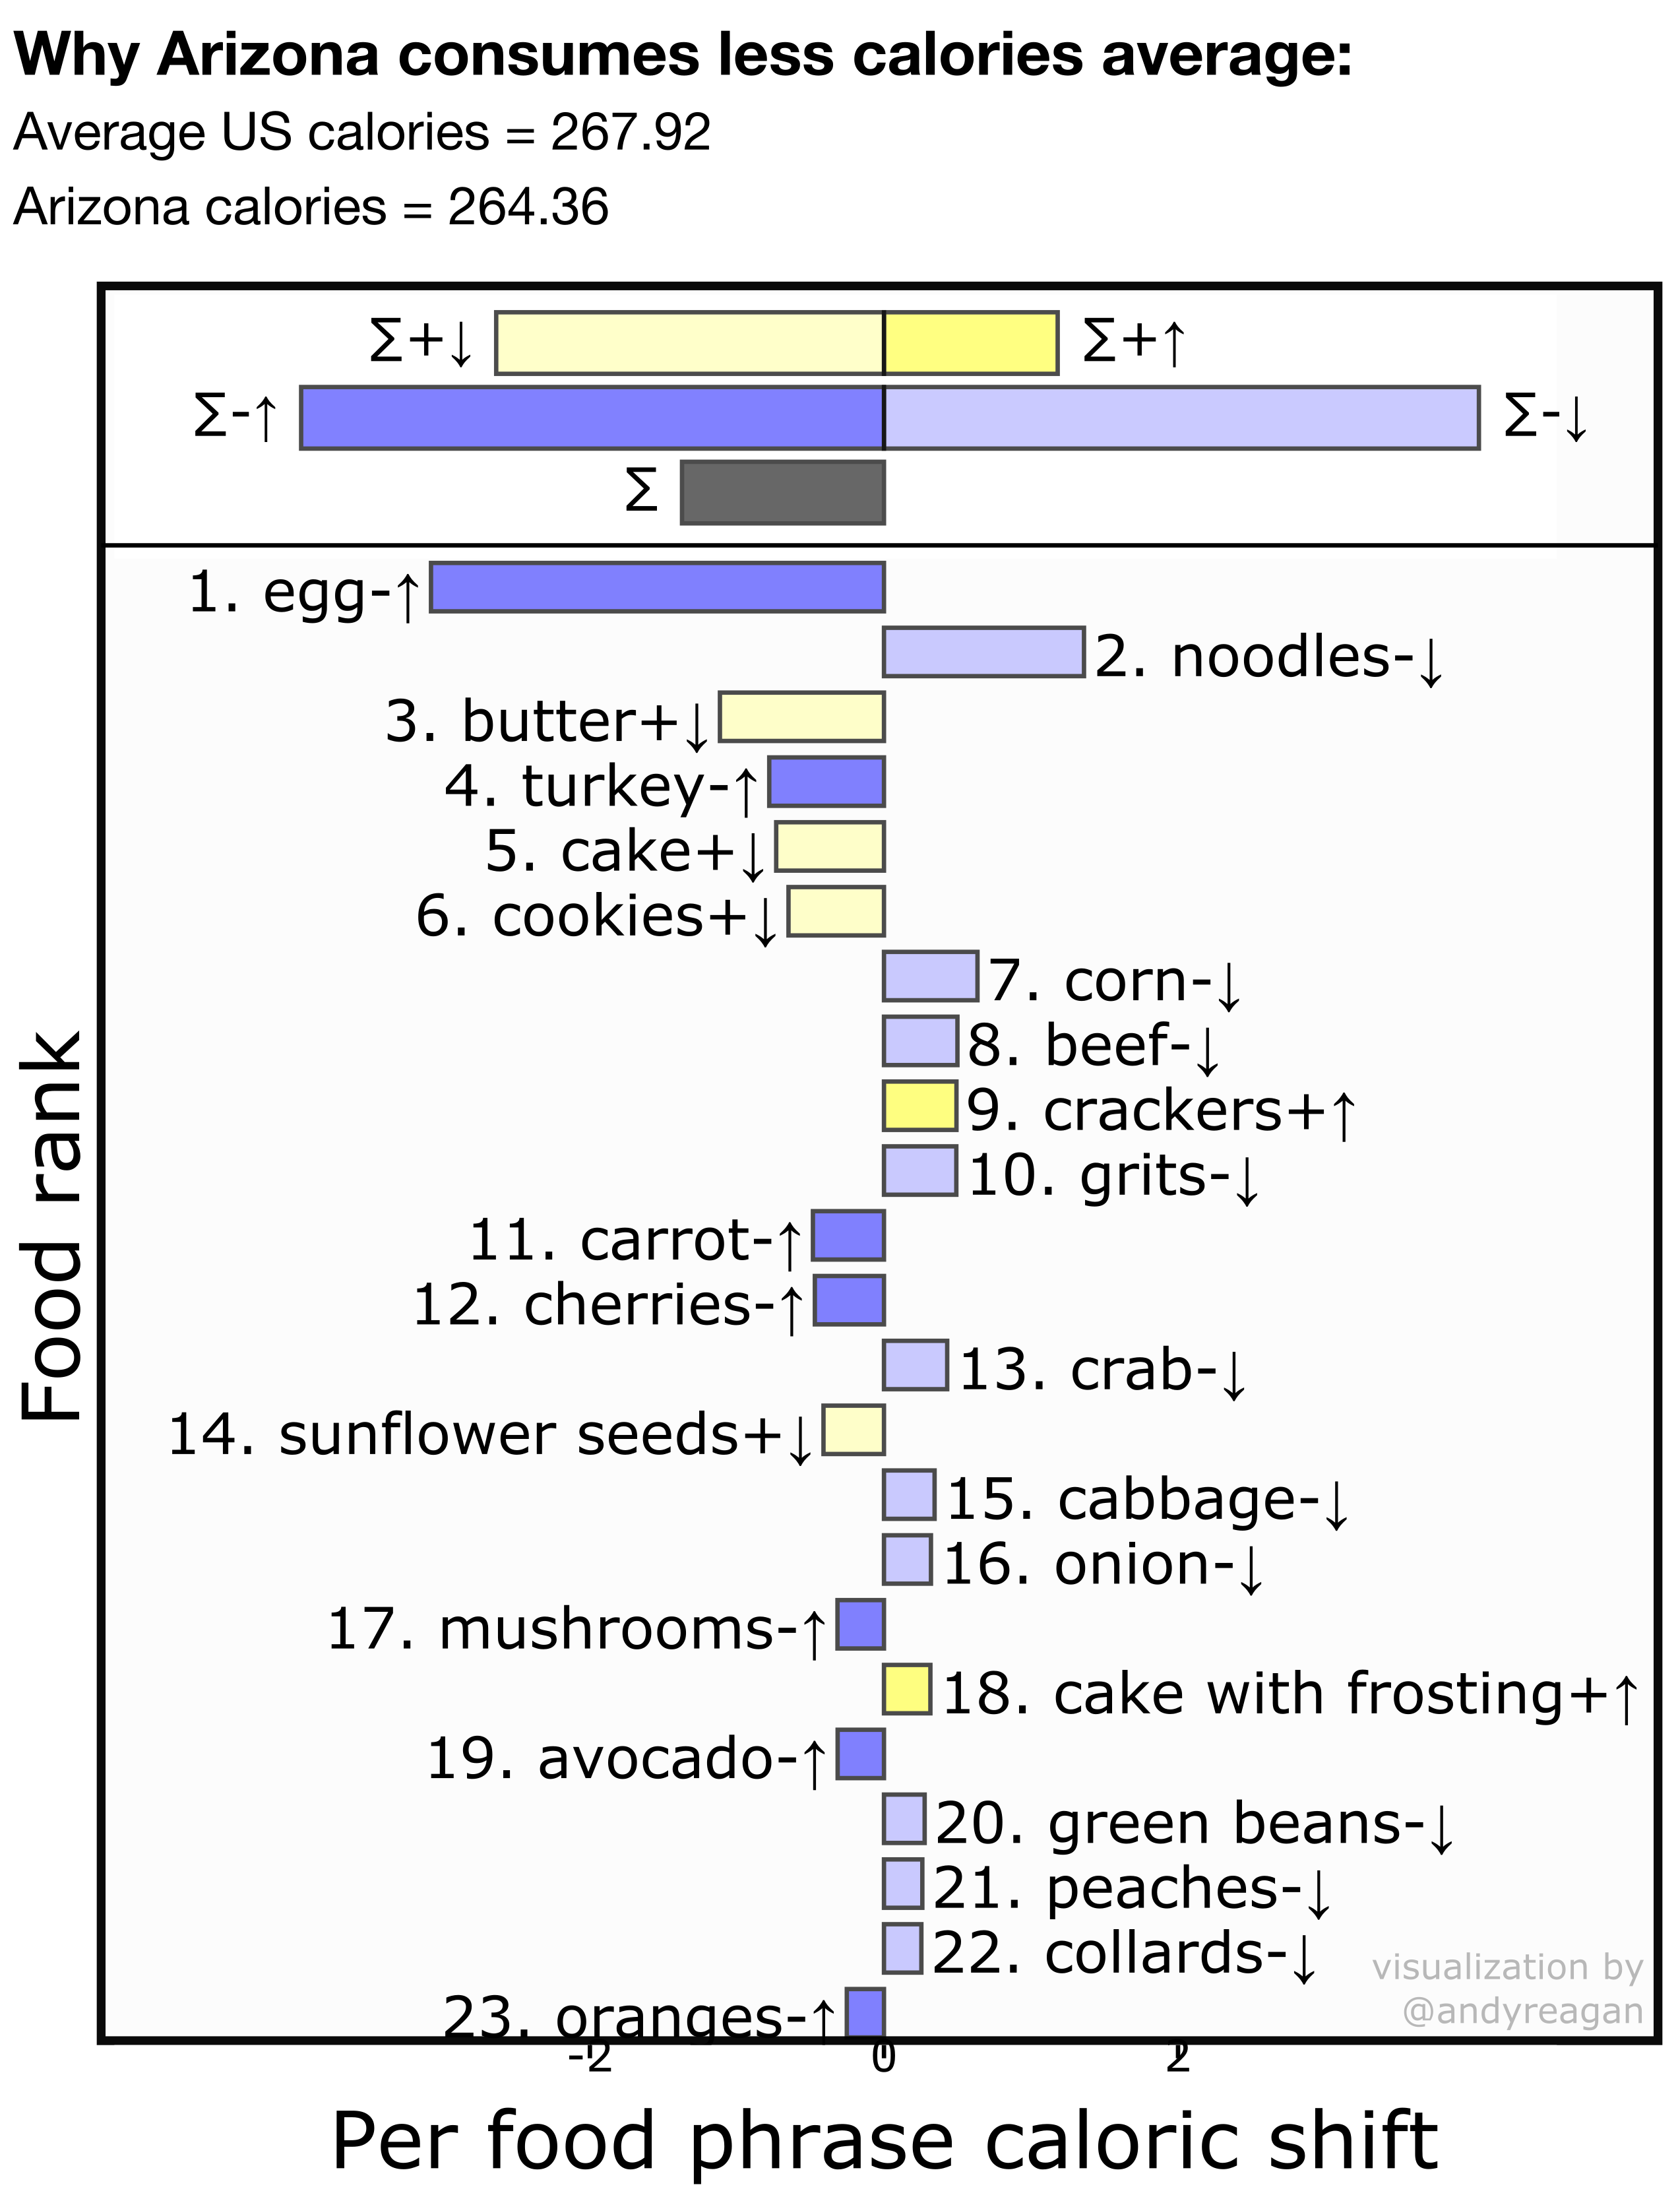 Why Arizona consumes less calories average:
Average US calories = 267.92
Arizona calories = 264.36
Σ+↓ Σ+↑
Σ-↑ Σ-↓
Σ
1. egg-↑
2. noodles-↓
3. butter+↓
4. turkey-↑
5. cake+↓
6. cookies+↓
7. corn-↓
8. beef-↓
9. crackers+↑
10. grits-↓
11. carrot-↑
12. cherries-↑
13. crab-↓
14. sunflower seeds+↓
15. cabbage-↓
16. onion-↓
17. mushrooms-↑
18. cake with frosting+↑
19. avocado-↑
20. green beans-↓
21. peaches-↓
22. collards-↓
23. oranges-↑
visualization by
@andyreagan
Food rank
-2 0 2
Per food phrase caloric shift